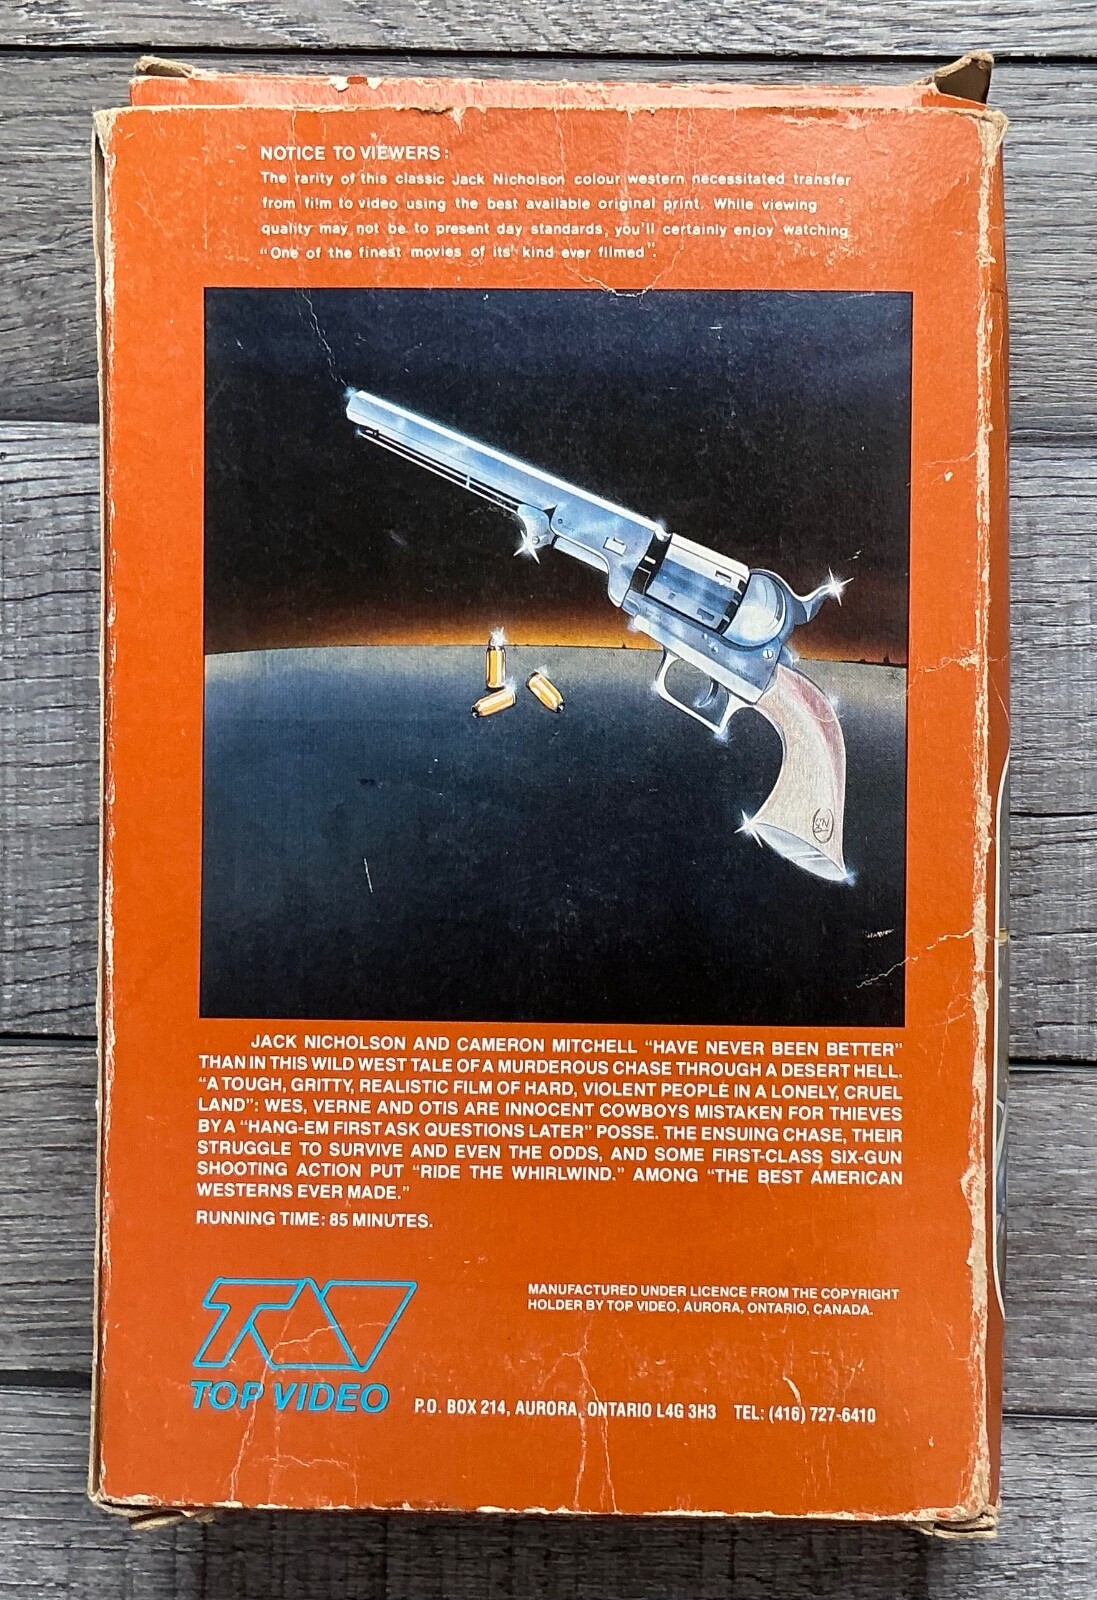 NOTICE TO VIEWERS:
The rarity of this classic Jack Nicholson colour western necessitated transfer
from film to video using the best available original print. While viewing
quality may not be to present day standards, you'll certainly enjoy watching
"One of the finest movies of its' kind ever filmed".
JACK NICHOLSON AND CAMERON MITCHELL "HAVE NEVER BEEN BETTER"
THAN IN THIS WILD WEST TALE OF A MURDEROUS CHASE THROUGH A DESERT HELL.
"A TOUGH, GRITTY, REALISTIC FILM OF HARD, VIOLENT PEOPLE IN A LONELY, CRUEL
LAND": WES, VERNE AND OTIS ARE INNOCENT COWBOYS MISTAKEN FOR THIEVES
BY A "HANG-EM FIRST ASK QUESTIONS LATER" POSSE. THE ENSUING CHASE, THEIR
STRUGGLE TO SURVIVE AND EVEN THE ODDS, AND SOME FIRST-CLASS SIX-GUN
SHOOTING ACTION PUT "RIDE THE WHIRLWIND." AMONG "THE BEST AMERICAN
WESTERNS EVER MADE."
RUNNING TIME: 85 MINUTES.
MANUFACTURED UNDER LICENCE FROM THE COPYRIGHT
HOLDER BY TOP VIDEO, AURORA, ONTARIO, CANADA.
TV
TOP VIDEO
P.O. BOX 214, AURORA, ONTARIO L4G 3H3 TEL: (416) 727-6410